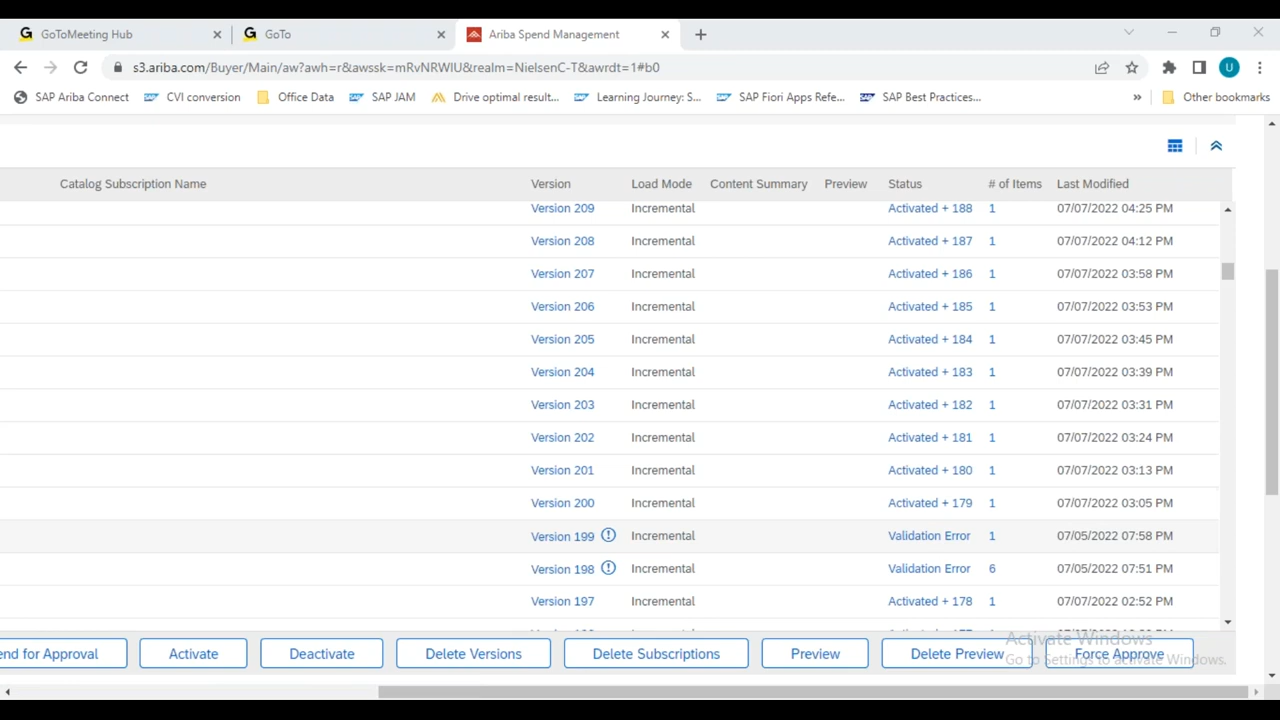 GoToMeeting Hub GoTo Ariba Spend Management
s3.ariba.com/Buyer/Main/aw?awh=r&awssk=mRvNRWIU&realm=NielsenC-T&awrdt=1#b0 U
SAP Ariba Connect CVI conversion Office Data SAP JAM Drive optimal result... Learning Journey: S... SAP Fiori Apps Refe... SAP Best Practices... » Other bookmarks
Catalog Subscription Name Version Load Mode Content Summary Preview Status # of Items Last Modified
Version 209 Incremental Activated + 188 1 07/07/2022 04:25 PM
Version 208 Incremental Activated + 187 1 07/07/2022 04:12 PM
Version 207 Incremental Activated + 186 1 07/07/2022 03:58 PM
Version 206 Incremental Activated + 185 1 07/07/2022 03:53 PM
Version 205 Incremental Activated + 184 1 07/07/2022 03:45 PM
Version 204 Incremental Activated + 183 1 07/07/2022 03:39 PM
Version 203 Incremental Activated + 182 1 07/07/2022 03:31 PM
Version 202 Incremental Activated + 181 1 07/07/2022 03:24 PM
Version 201 Incremental Activated + 180 1 07/07/2022 03:13 PM
Version 200 Incremental Activated + 179 1 07/07/2022 03:05 PM
Version 199 Incremental Validation Error 1 07/05/2022 07:58 PM
Version 198 Incremental Validation Error 6 07/05/2022 07:51 PM
Version 197 Incremental Activated + 178 1 07/07/2022 02:52 PM
Activate Windows
end for Approval Activate Deactivate Delete Versions Delete Subscriptions Preview Delete Preview Force Approve
Go to Settings to activate Windows.